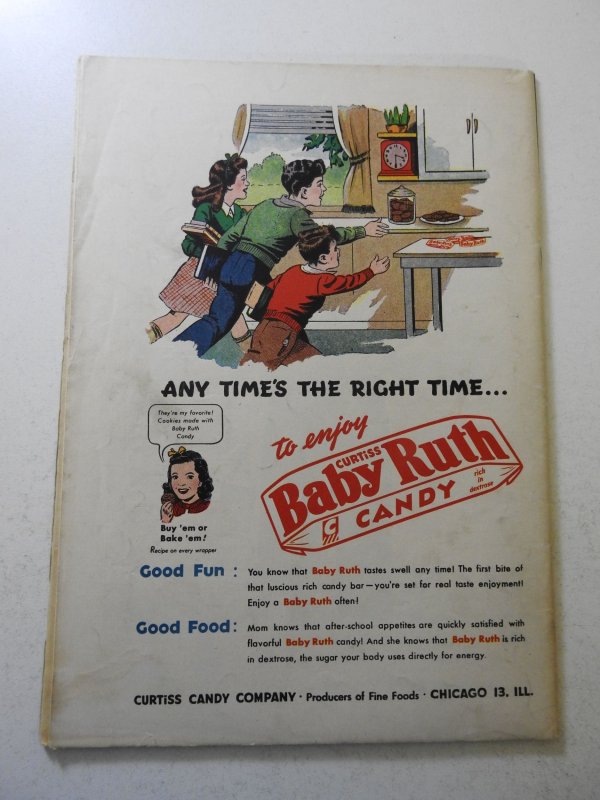 Baby Ruth
ANY TIME'S THE RIGHT TIME...
They're my favorite!
Cookies made with
Baby Ruth
Candy
to enjoy
CURTISS
Baby Ruth
CANDY
rich
in
dextrose
C
Buy 'em or
Bake 'em!
Recipe on every wrapper
Good Fun : You know that Baby Ruth tastes swell any time! The first bite of
that luscious rich candy bar—you're set for real taste enjoyment!
Enjoy a Baby Ruth often!
Good Food: Mom knows that after-school appetites are quickly satisfied with
flavorful Baby Ruth candy! And she knows that Baby Ruth is rich
in dextrose, the sugar your body uses directly for energy.
CURTISS CANDY COMPANY · Producers of Fine Foods · CHICAGO 13, ILL.